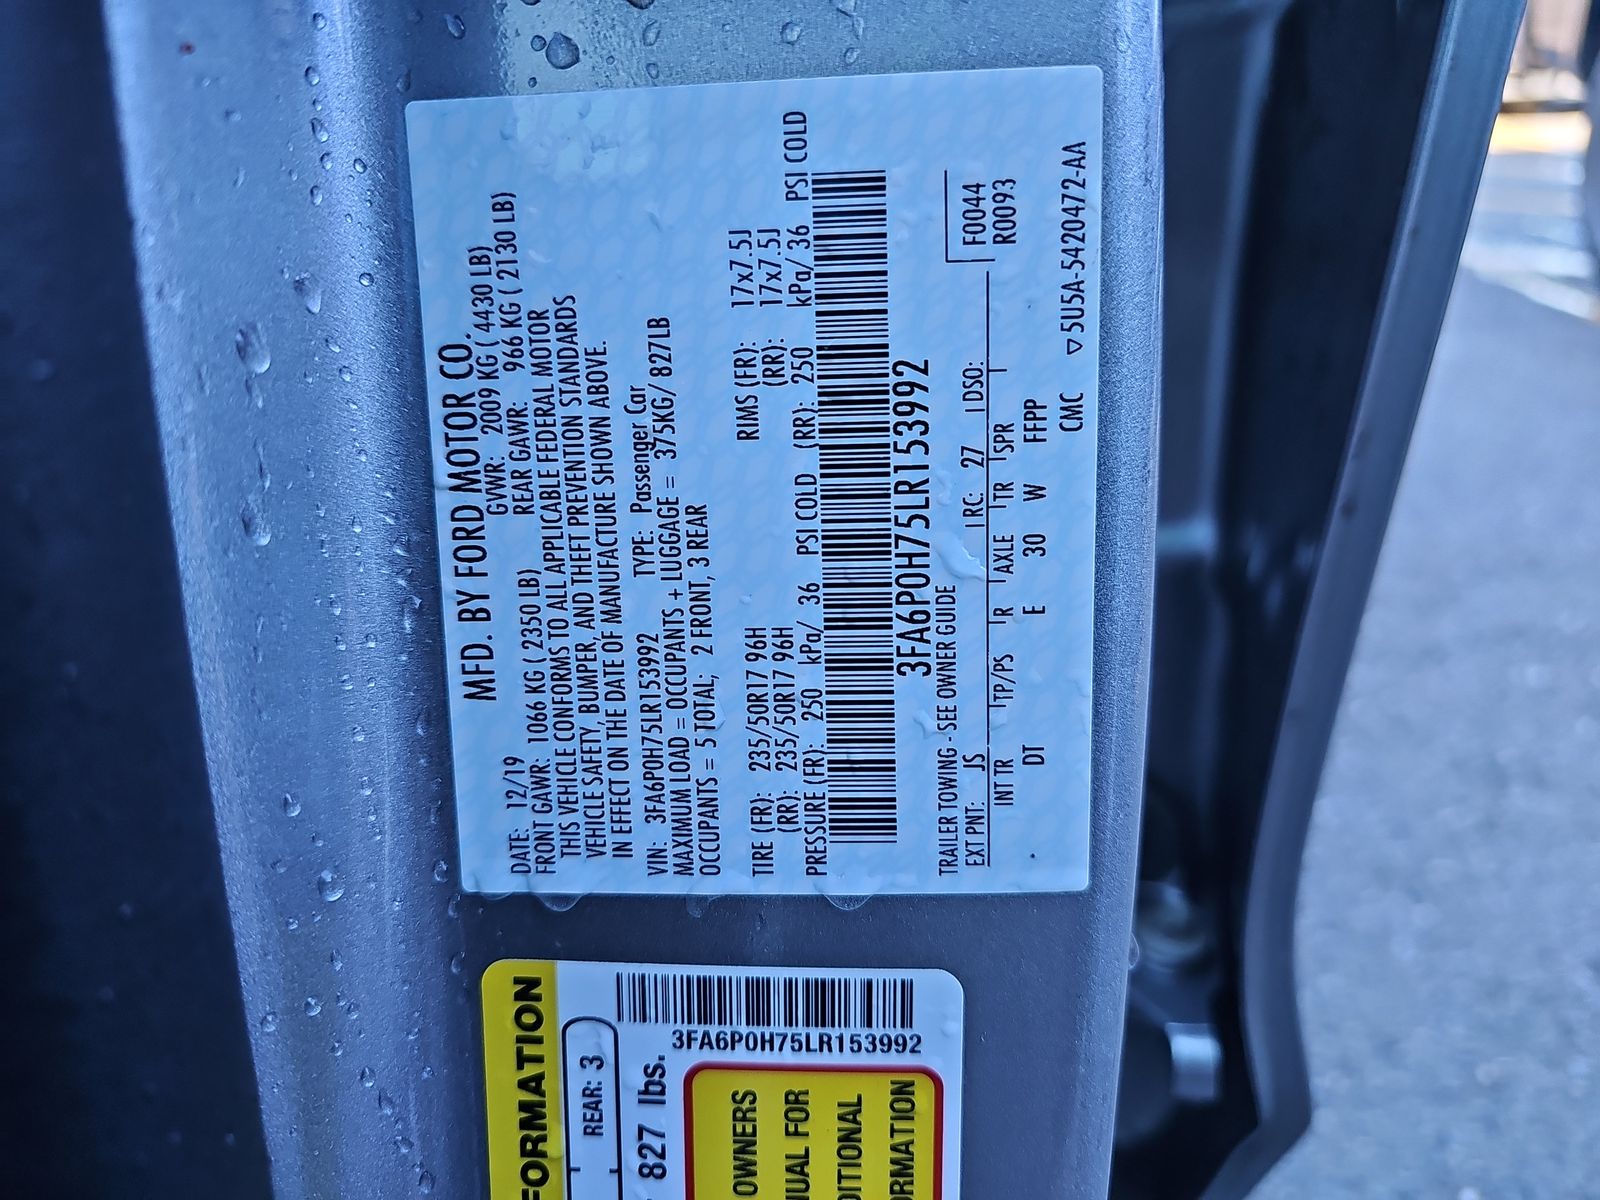 MFD. BY FORD MOTOR CO.
DATE: 12/19 GVWR: 2009 KG ( 4430 LB)
FRONT GAWR: 1066 KG ( 2350 LB) REAR GAWR: 966 KG ( 2130 LB)
THIS VEHICLE CONFORMS TO ALL APPLICABLE FEDERAL MOTOR
VEHICLE SAFETY, BUMPER, AND THEFT PREVENTION STANDARDS
IN EFFECT ON THE DATE OF MANUFACTURE SHOWN ABOVE.
VIN: 3FA6P0H75LR153992 TYPE: Passenger Car
MAXIMUM LOAD = OCCUPANTS + LUGGAGE = 375KG/ 827LB
OCCUPANTS = 5 TOTAL; 2 FRONT, 3 REAR
TIRE (FR): 235/50R17 96H RIMS (FR): 17x7.5J
(RR): 235/50R17 96H (RR): 17x7.5J
PRESSURE (FR): 250 kPa/ 36 PSI COLD (RR): 250 kPa/ 36 PSI COLD
3FA6P0H75LR153992
TRAILER TOWING - SEE OWNER GUIDE F0044
EXT PNT: JS RC: 27 DSO: R0093
INT TR TP/PS R AXLE TR SPR
DT E 30 W FFPP
CMC ▽ 5U5A-5420472-AA
FORMATION
REAR: 3
827 lbs.
3FA6P0H75LR153992
OWNERS
NUAL FOR
DITIONAL
ORMATION